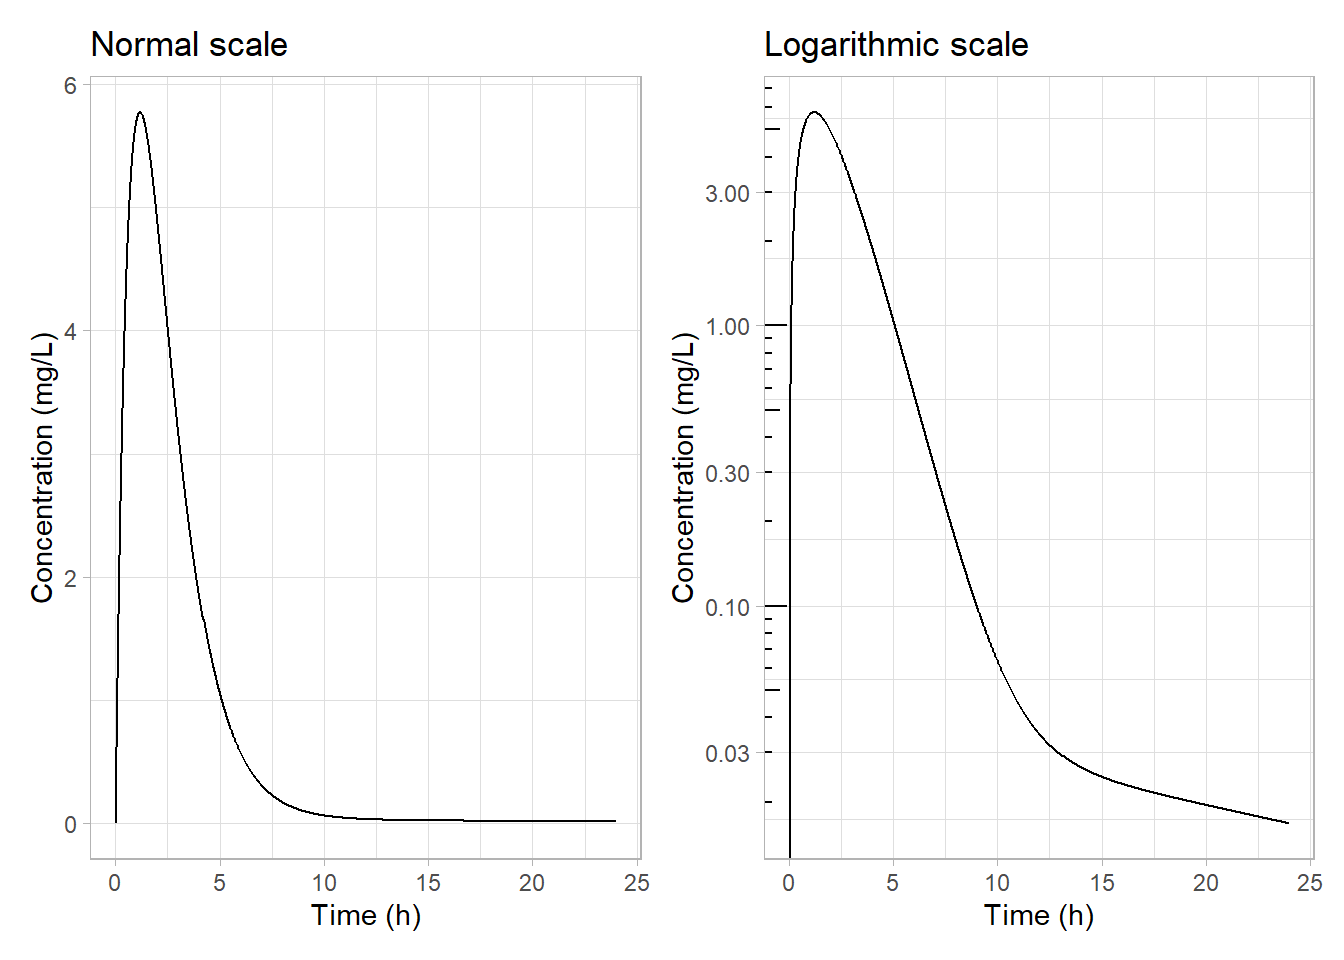 Normal scale
Concentration (mg/L)
6
4
2
0
0 5 10 15 20 25
Time (h)
Logarithmic scale
Concentration (mg/L)
3.00
1.00
0.30
0.10
0.03
0 5 10 15 20 25
Time (h)